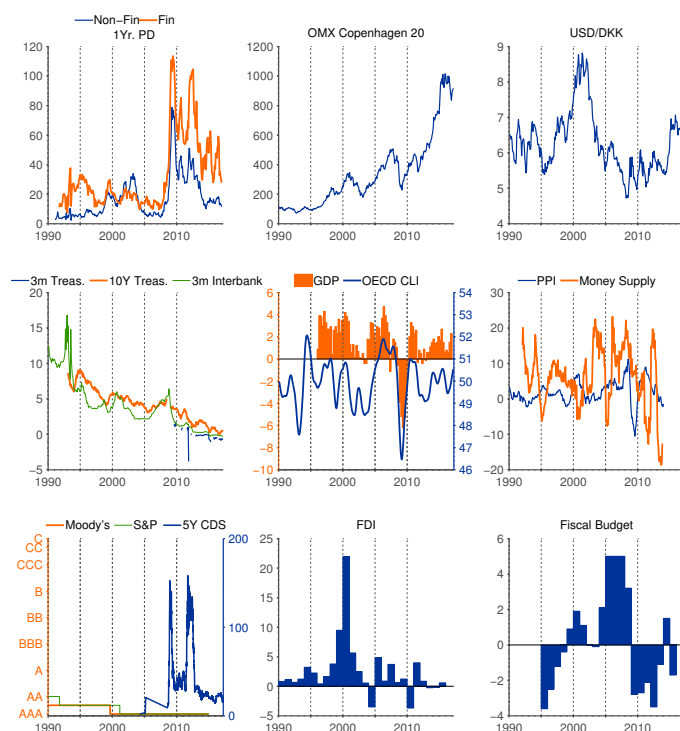 Non-Fin Fin
1Yr. PD
120
100
80
60
40
20
0
1990 2000 2010
OMX Copenhagen 20
1200
1000
800
600
400
200
0
1990 2000 2010
USD/DKK
9
8
7
6
5
4
1990 2000 2010
3m Treas. 10Y Treas. 3m Interbank
20
15
10
5
0
−5
1990 2000 2010
GDP OECD CLI
6 54
4 53
2 52
0 51
−2 50
−4 49
−6 48
−8 47
−10 46
1990 2000 2010
PPI Money Supply
30
20
10
0
−10
−20
1990 2000 2010
Moody's S&P 5Y CDS
C 200
CC
CCC
B
BB 100
BBB
A
AA
AAA 0
1990 2000 2010
FDI
25
20
15
10
5
0
−5
1990 2000 2010
Fiscal Budget
6
4
2
0
−2
−4
1990 2000 2010